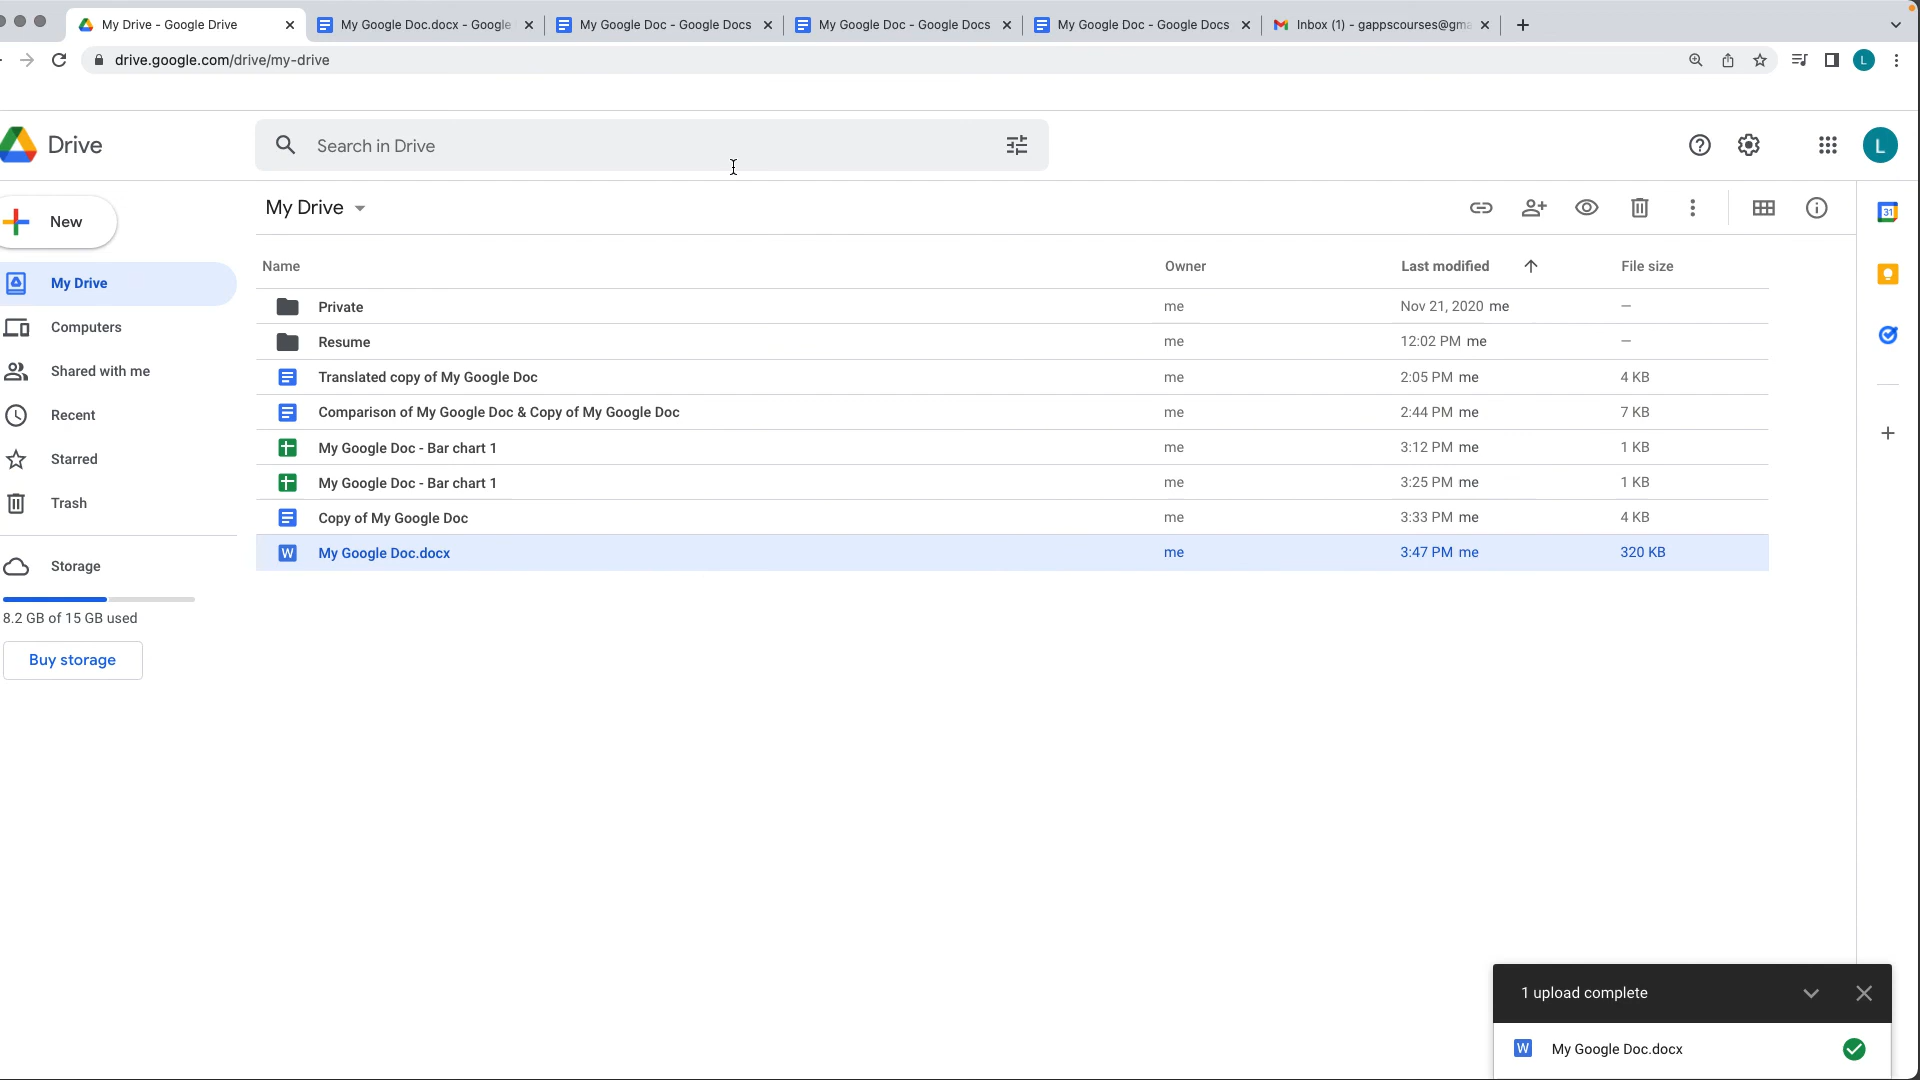 My Drive - Google Drive
My Google Doc.docx - Google
My Google Doc - Google Docs
My Google Doc - Google Docs
My Google Doc - Google Docs
Inbox (1) - gappscourses@gma
drive.google.com/drive/my-drive
L
Drive
Search in Drive
L
New
My Drive
31
Name
Owner
Last modified
File size
My Drive
Private
me
Nov 21, 2020 me
–
Computers
Resume
me
12:02 PM me
–
Shared with me
Translated copy of My Google Doc
me
2:05 PM me
4 KB
Recent
Comparison of My Google Doc & Copy of My Google Doc
me
2:44 PM me
7 KB
Starred
My Google Doc - Bar chart 1
me
3:12 PM me
1 KB
Trash
My Google Doc - Bar chart 1
me
3:25 PM me
1 KB
Copy of My Google Doc
me
3:33 PM me
4 KB
W
My Google Doc.docx
me
3:47 PM me
320 KB
Storage
8.2 GB of 15 GB used
Buy storage
1 upload complete
W
My Google Doc.docx